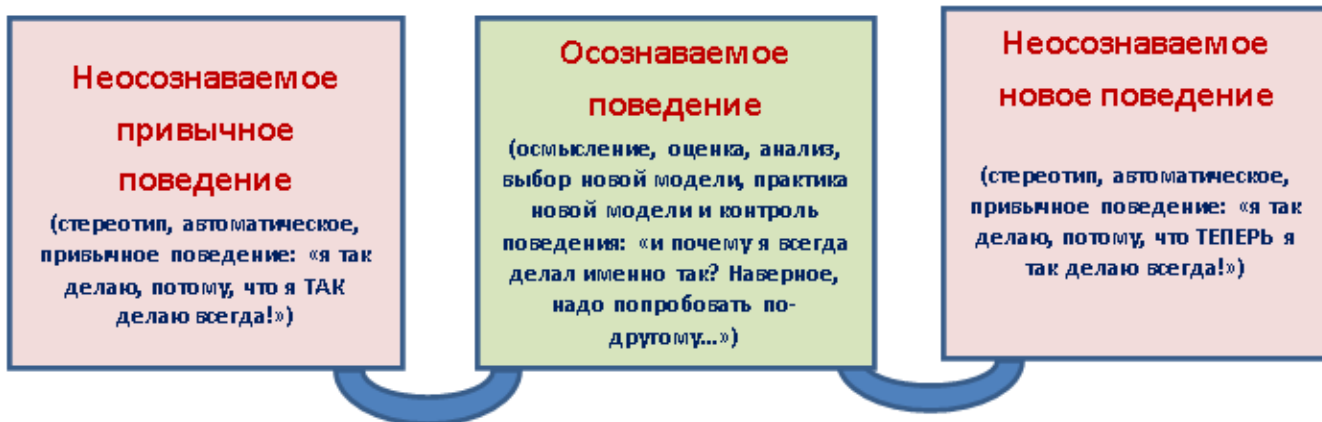 Неосознаваемое
привычное
поведение
(стереотип, автоматическое,
привычное поведение: «я так
делаю, потому, что я ТАК
делаю всегда!»)
Осознаваемое
поведение
(осмысление, оценка, анализ,
выбор новой модели, практика
новой модели и контроль
поведения: «и почему я всегда
делал именно так? Наверное,
надо попробовать по-
другому...»)
Неосознаваемое
новое поведение
(стереотип, автоматическое,
привычное поведение: «я так
делаю, потому, что ТЕПЕРЬ я
так делаю всегда!»)